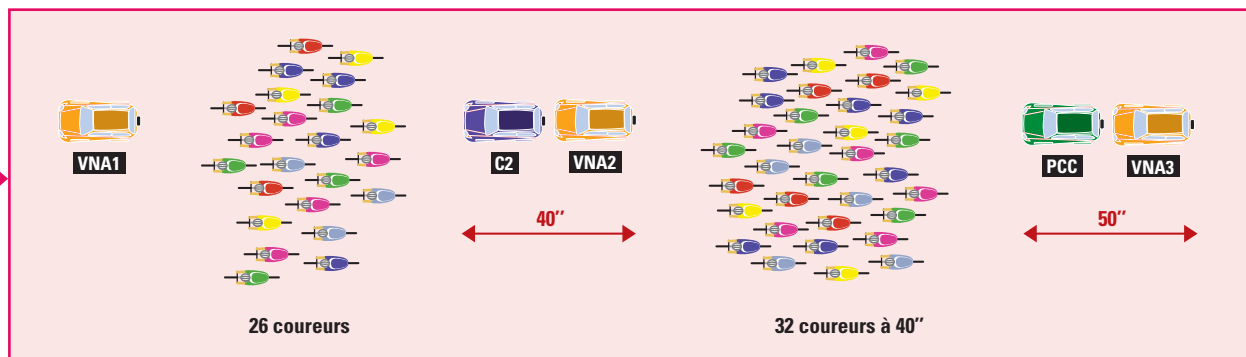 VNA1
26 coureurs
C2
VNA2
40″
32 coureurs à 40″
PCC
VNA3
50″